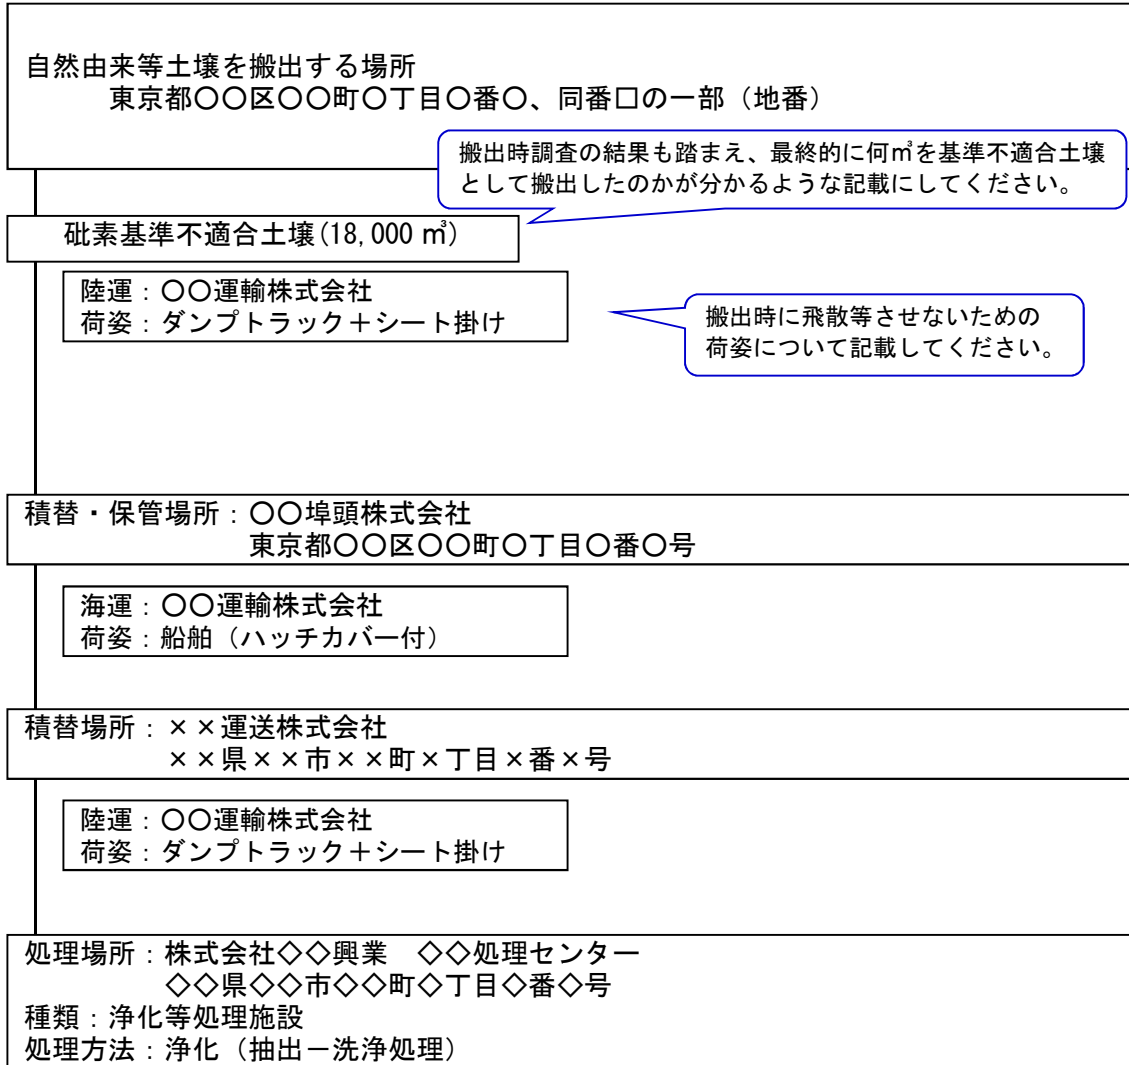 自然由来等土壌を搬出する場所
東京都〇〇区〇〇町〇丁目〇番〇、同番□の一部（地番）
搬出時調査の結果も踏まえ、最終的に何㎥を基準不適合土壌
として搬出したのかが分かるような記載にしてください。
砒素基準不適合土壌(18,000 ㎥)
陸運：〇〇運輸株式会社
荷姿：ダンプトラック＋シート掛け
搬出時に飛散等させないための
荷姿について記載してください。
積替・保管場所：〇〇埠頭株式会社
東京都〇〇区〇〇町〇丁目〇番〇号
海運：〇〇運輸株式会社
荷姿：船舶（ハッチカバー付）
積替場所：××運送株式会社
××県××市××町×丁目×番×号
陸運：〇〇運輸株式会社
荷姿：ダンプトラック＋シート掛け
処理場所：株式会社◇◇興業　◇◇処理センター
◇◇県◇◇市◇◇町◇丁目◇番◇号
種類：浄化等処理施設
処理方法：浄化（抽出－洗浄処理）